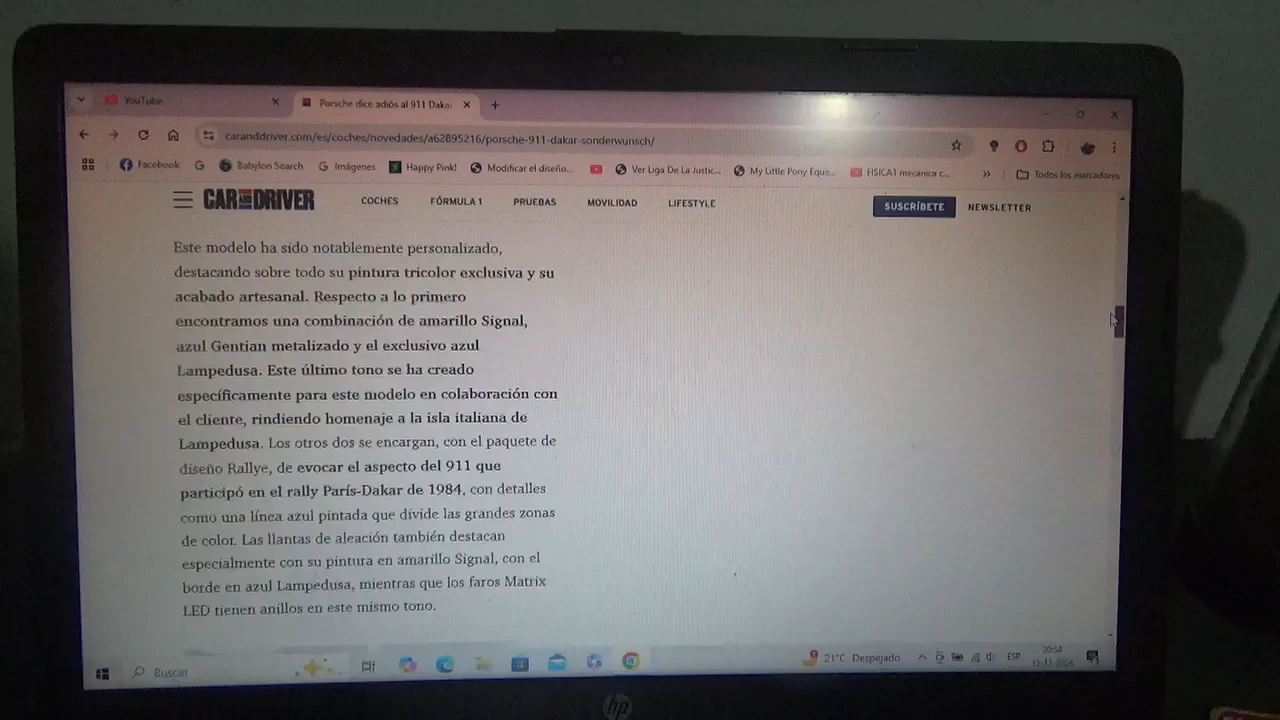 YouTube
Porsche dice adiós al 911 Daka
caranddriver.com/es/coches/novedades/a62895216/porsche-911-dakar-sonderwunsch/
Facebook
Babylon Search
Imágenes
Happy Pink!
Modificar el diseño...
Ver Liga De La Justic...
My Little Pony Eque...
FISICA1 mecanica c...
Todos los marcadores
CAR AND DRIVER
COCHES
FÓRMULA 1
PRUEBAS
MOVILIDAD
LIFESTYLE
SUSCRÍBETE
NEWSLETTER
Este modelo ha sido notablemente personalizado,
destacando sobre todo su pintura tricolor exclusiva y su
acabado artesanal. Respecto a lo primero
encontramos una combinación de amarillo Signal,
azul Gentian metalizado y el exclusivo azul
Lampedusa. Este último tono se ha creado
específicamente para este modelo en colaboración con
el cliente, rindiendo homenaje a la isla italiana de
Lampedusa. Los otros dos se encargan, con el paquete de
diseño Rallye, de evocar el aspecto del 911 que
participó en el rally París-Dakar de 1984, con detalles
como una línea azul pintada que divide las grandes zonas
de color. Las llantas de aleación también destacan
especialmente con su pintura en amarillo Signal, con el
borde en azul Lampedusa, mientras que los faros Matrix
LED tienen anillos en este mismo tono.
Buscar
21°C Despejado
ESP
20:54
hp